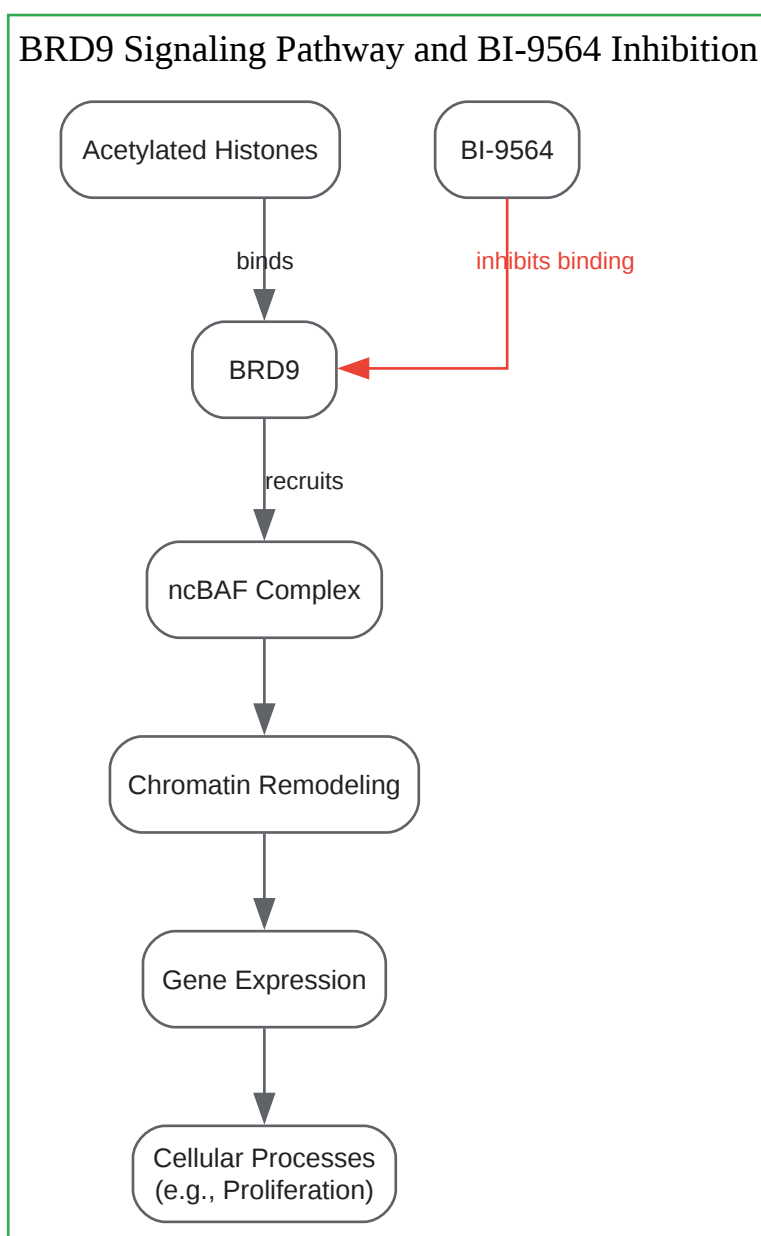 BRD9 Signaling Pathway and BI-9564 Inhibition
Acetylated Histones
BI-9564
binds
inhibits binding
BRD9
recruits
ncBAF Complex
Chromatin Remodeling
Gene Expression
Cellular Processes
(e.g., Proliferation)